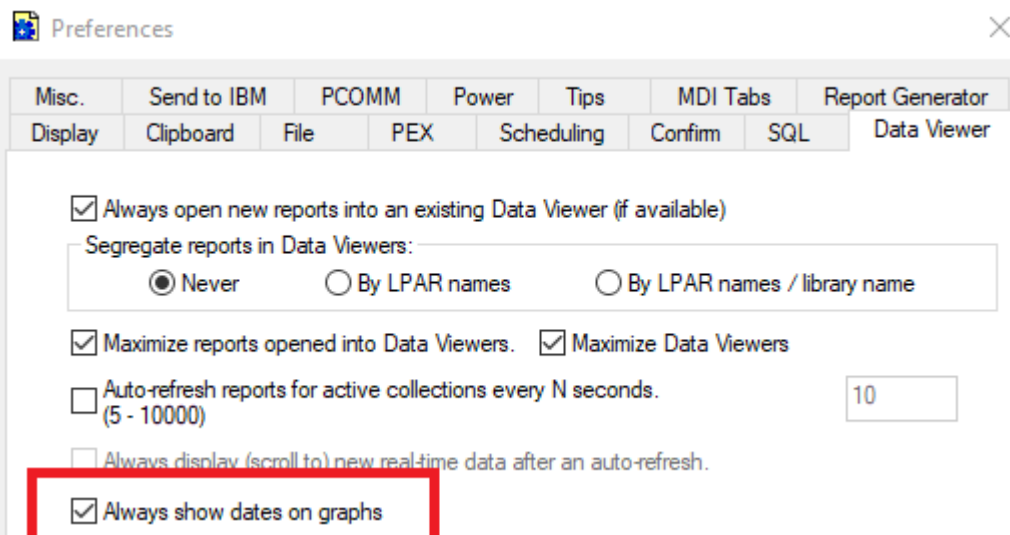 Preferences
Misc. Send to IBM PCOMM Power Tips MDI Tabs Report Generator
Display Clipboard File PEX Scheduling Confirm SQL Data Viewer
Always open new reports into an existing Data Viewer (if available)
Segregate reports in Data Viewers:
Never By LPAR names By LPAR names / library name
Maximize reports opened into Data Viewers. Maximize Data Viewers
Auto-refresh reports for active collections every N seconds.
(5 - 10000)
10
Always display (scroll to) new real-time data after an auto-refresh.
Always show dates on graphs